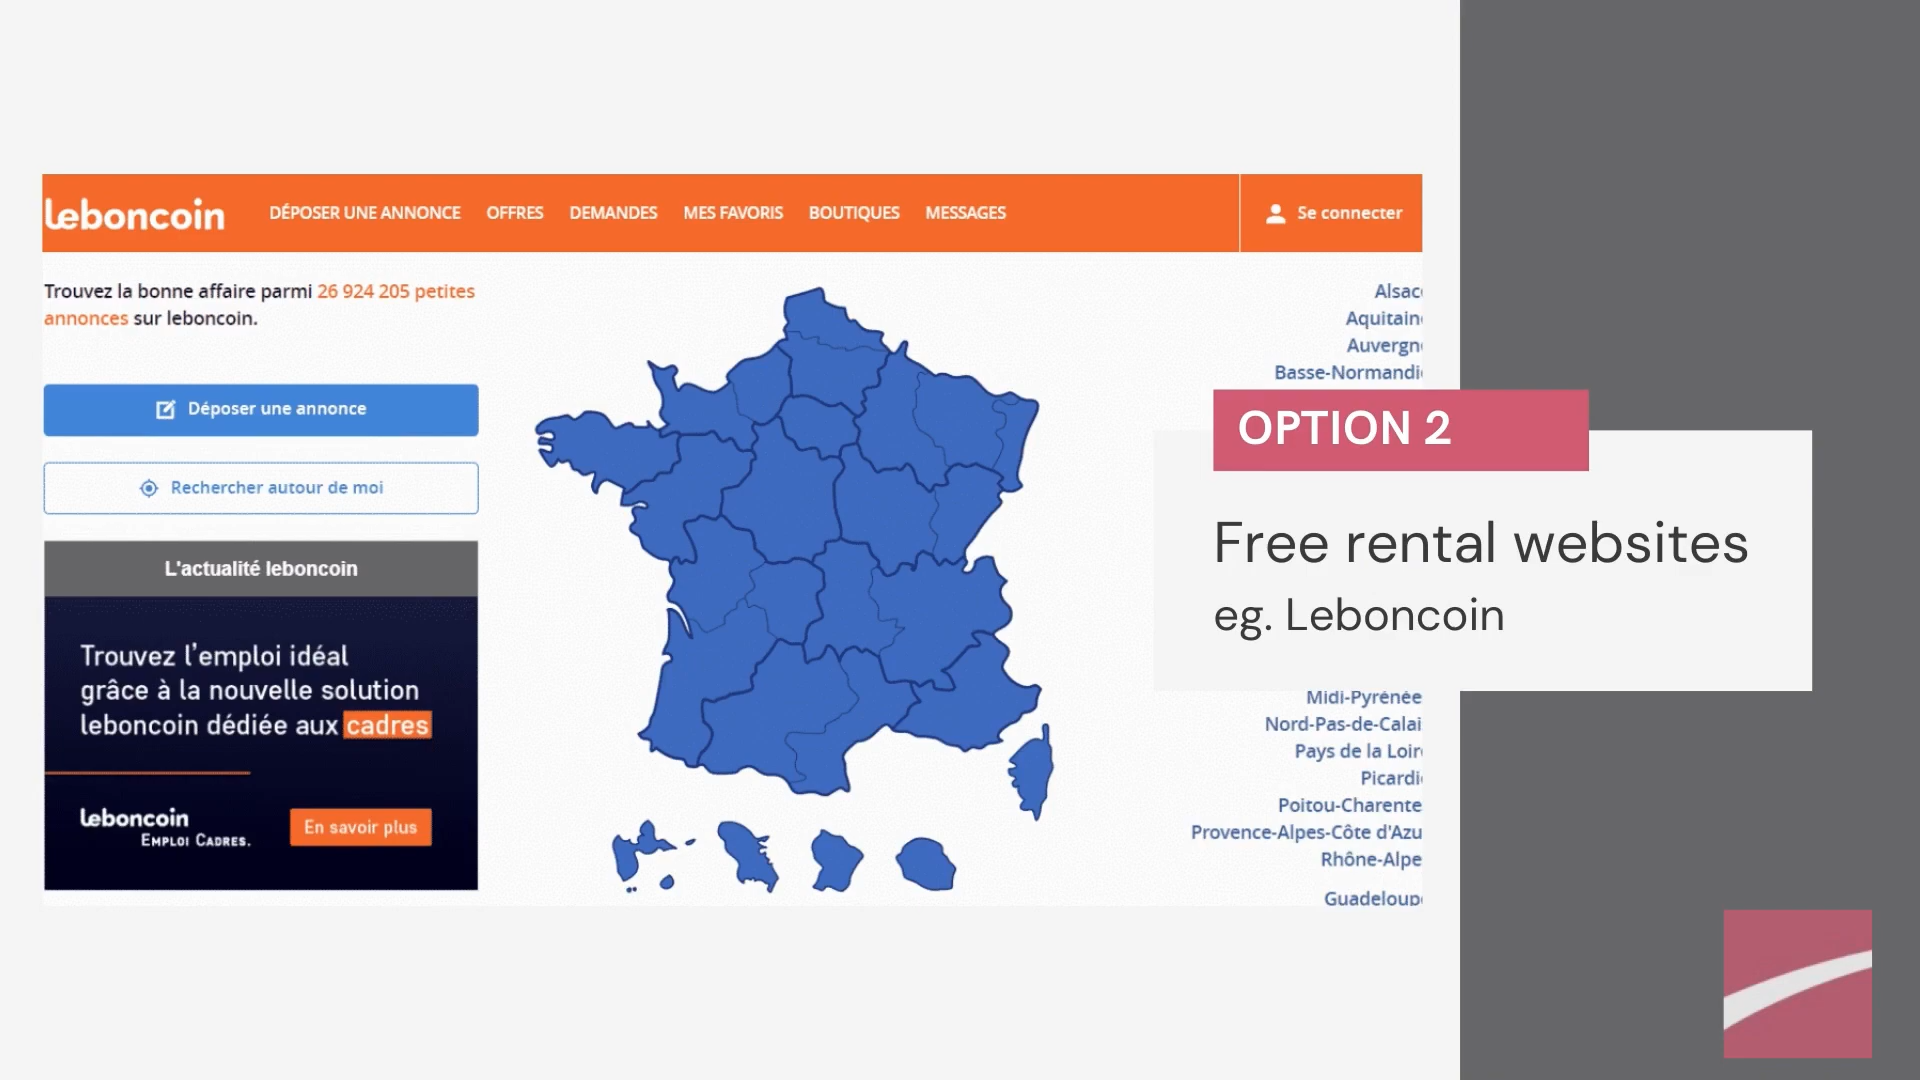 leboncoin
DÉPOSER UNE ANNONCE OFFRES DEMANDES MES FAVORIS BOUTIQUES MESSAGES
Se connecter
Trouvez la bonne affaire parmi 26 924 205 petites
annonces sur leboncoin.
Déposer une annonce
Rechercher autour de moi
L'actualité leboncoin
Trouvez l'emploi idéal
grâce à la nouvelle solution
leboncoin dédiée aux cadres
leboncoin
EMPLOI CADRES.
En savoir plus
Alsac
Aquitain
Auvergn
Basse-Normandi
OPTION 2
Free rental websites
eg. Leboncoin
Midi-Pyrénée
Nord-Pas-de-Calai
Pays de la Loir
Picardi
Poitou-Charente
Provence-Alpes-Côte d'Azu
Rhône-Alpe
Guadeloup